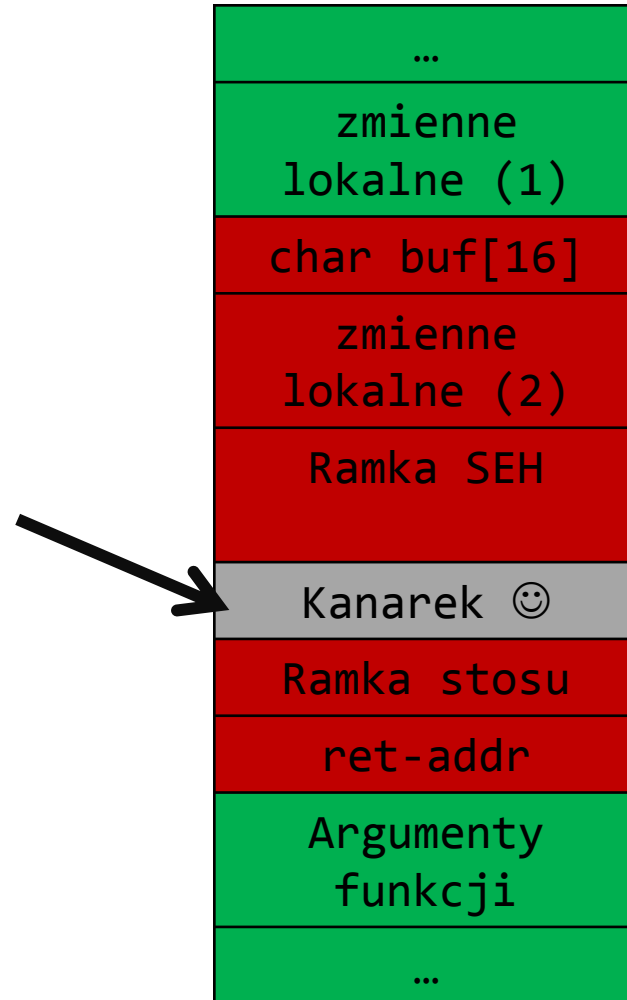 …
zmienne
lokalne (1)
char buf[16]
zmienne
lokalne (2)
Ramka SEH
Kanarek ☺
Ramka stosu
ret-addr
Argumenty
funkcji
…